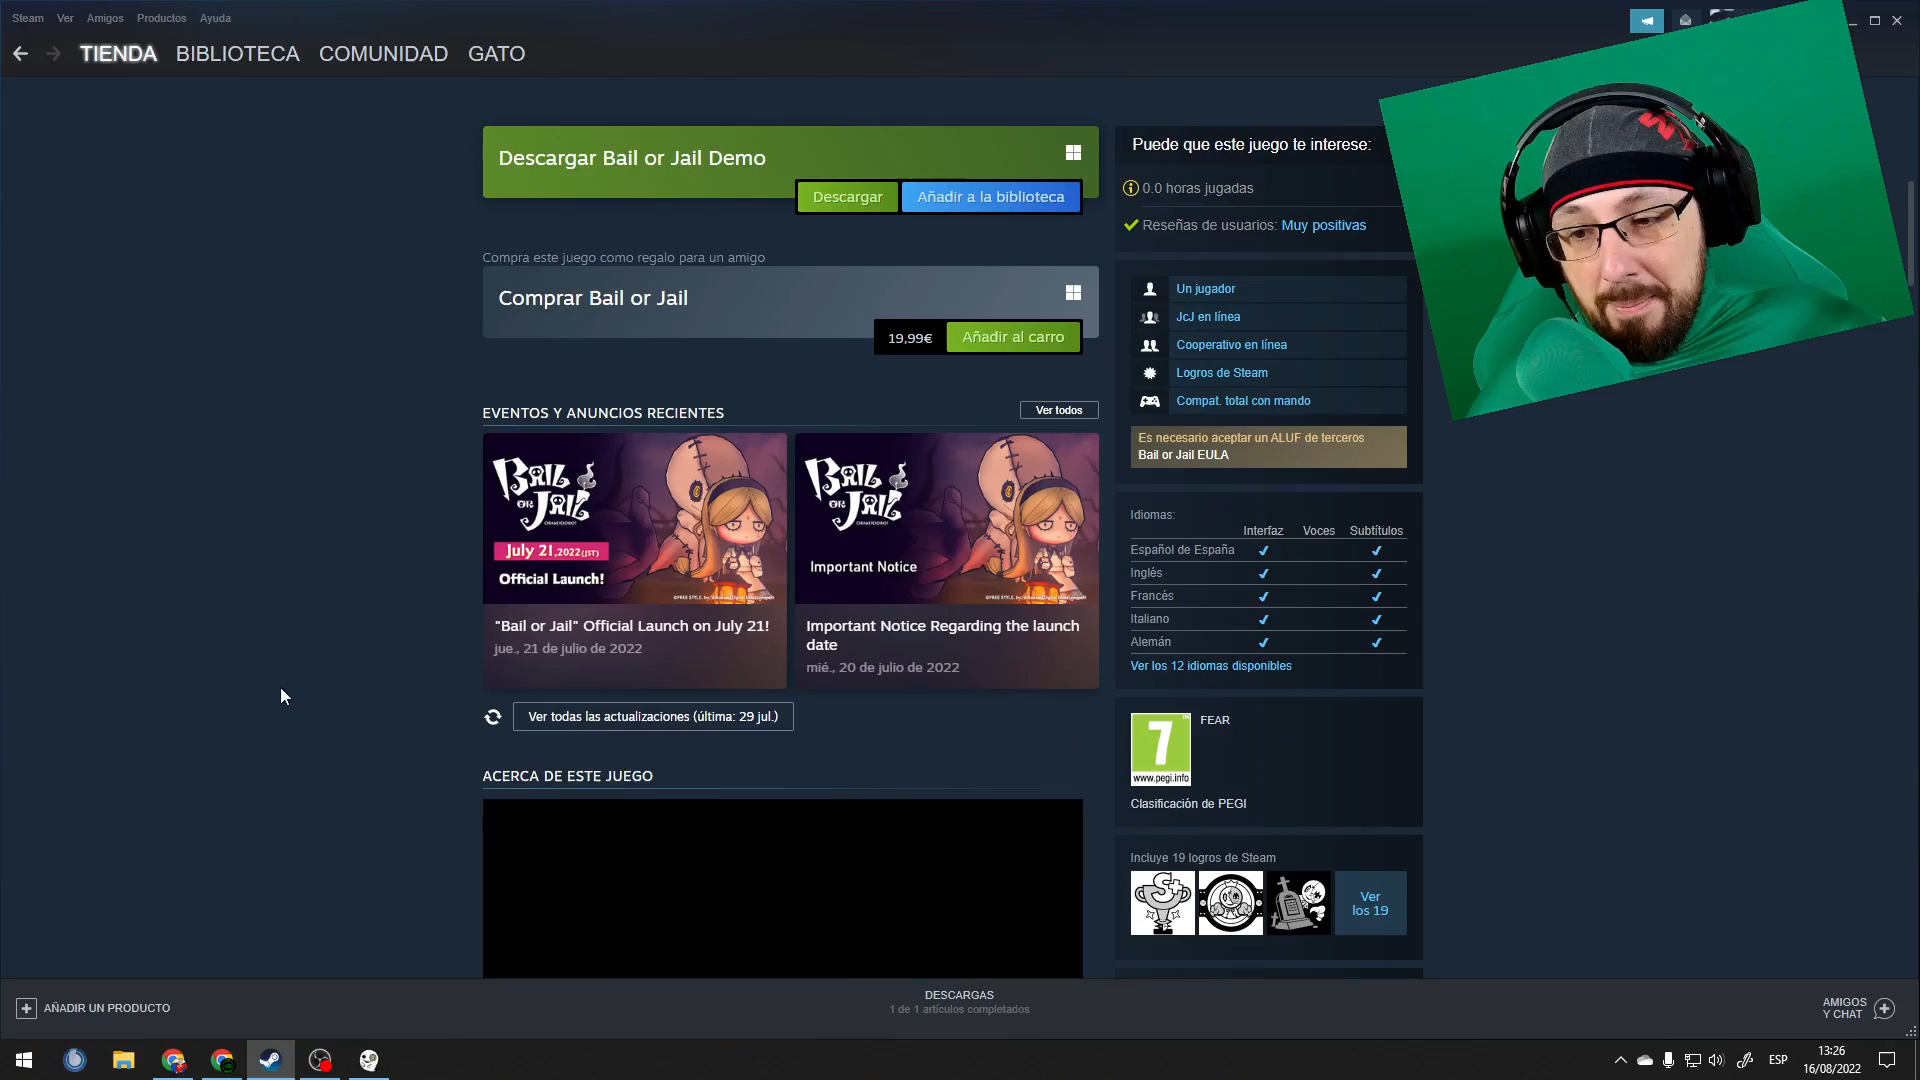 Steam Ver Amigos Productos Ayuda
TIENDA BIBLIOTECA COMUNIDAD GATO
Descargar Bail or Jail Demo
Descargar Añadir a la biblioteca
Compra este juego como regalo para un amigo
Comprar Bail or Jail
19,99€ Añadir al carro
EVENTOS Y ANUNCIOS RECIENTES
Ver todos
BAIL OR JAIL
OBAKEIDORO!
July 21,2022(JST)
Official Launch!
"Bail or Jail" Official Launch on July 21!
jue., 21 de julio de 2022
BAIL OR JAIL
OBAKEIDORO!
Important Notice
Important Notice Regarding the launch
date
mié., 20 de julio de 2022
Ver todas las actualizaciones (última: 29 jul.)
ACERCA DE ESTE JUEGO
Puede que este juego te interese:
0.0 horas jugadas
Reseñas de usuarios: Muy positivas
Un jugador
JcJ en línea
Cooperativo en línea
Logros de Steam
Compat. total con mando
Es necesario aceptar un ALUF de terceros
Bail or Jail EULA
Idiomas:
Interfaz Voces Subtítulos
Español de España
Inglés
Francés
Italiano
Alemán
Ver los 12 idiomas disponibles
7
www.pegi.info
FEAR
Clasificación de PEGI
Incluye 19 logros de Steam
Ver
los 19
AÑADIR UN PRODUCTO
DESCARGAS
1 de 1 artículos completados
AMIGOS
Y CHAT
ESP
13:26
16/08/2022